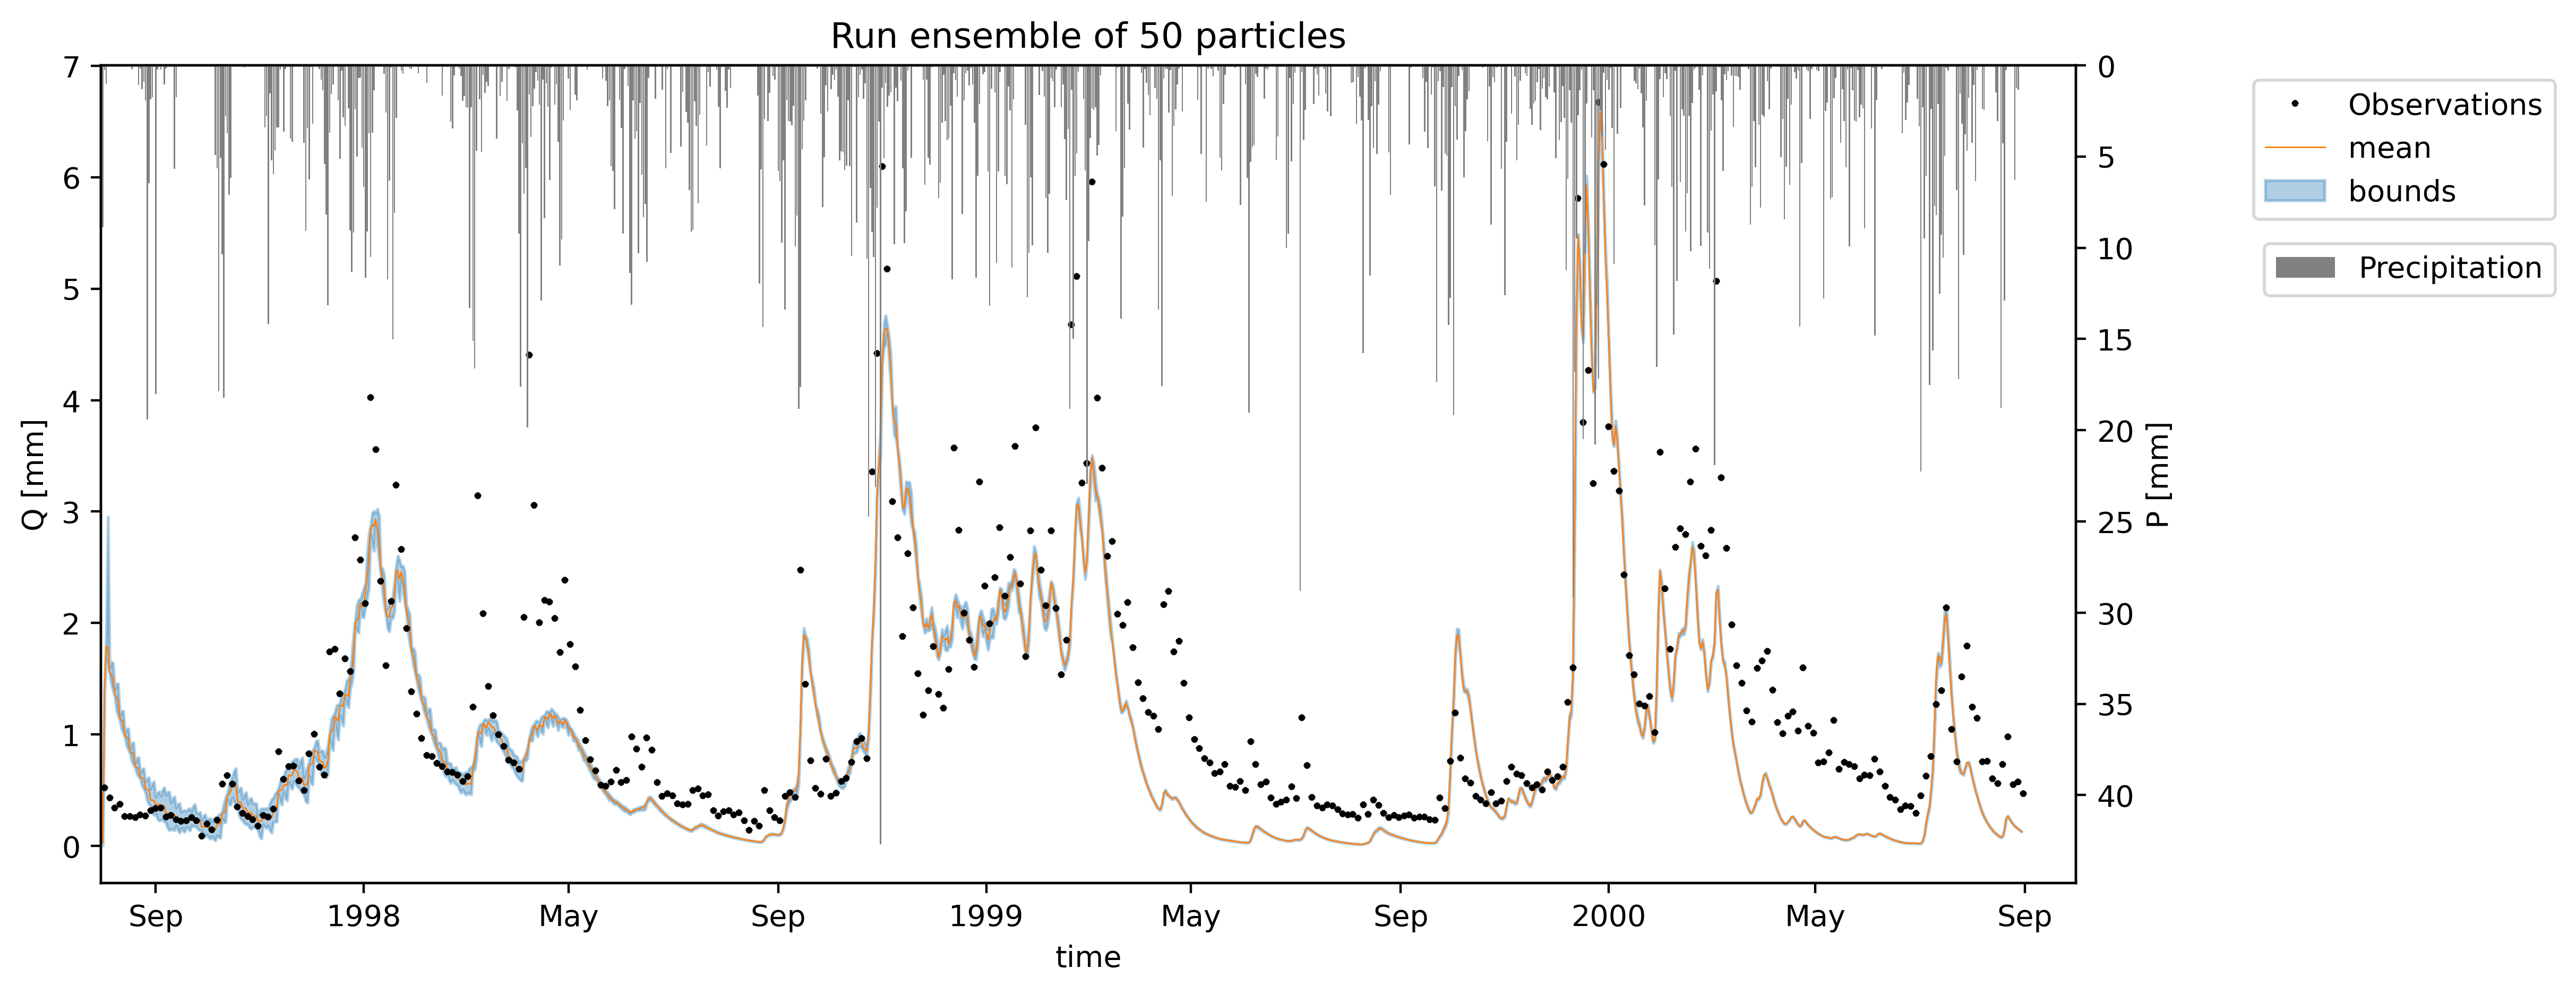 Run ensemble of 50 particles
7
6
5
4
3
2
1
0
Q [mm]
0
5
10
15
20
25
30
35
40
P [mm]
Sep
1998
May
Sep
1999
May
Sep
2000
May
Sep
time
Observations
mean
bounds
Precipitation